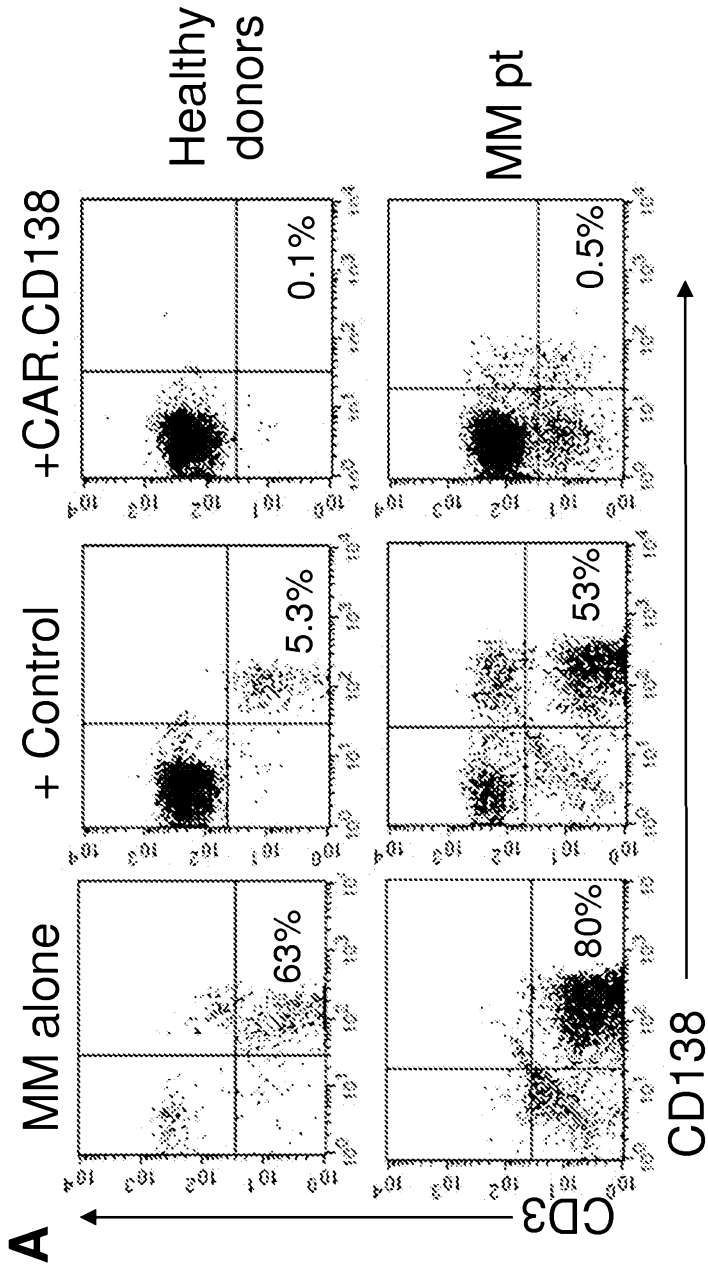 A
MM alone
+ Control
+CAR.CD138
63%
5.3%
0.1%
Healthy
donors
80%
53%
0.5%
MM pt
CD3
CD138